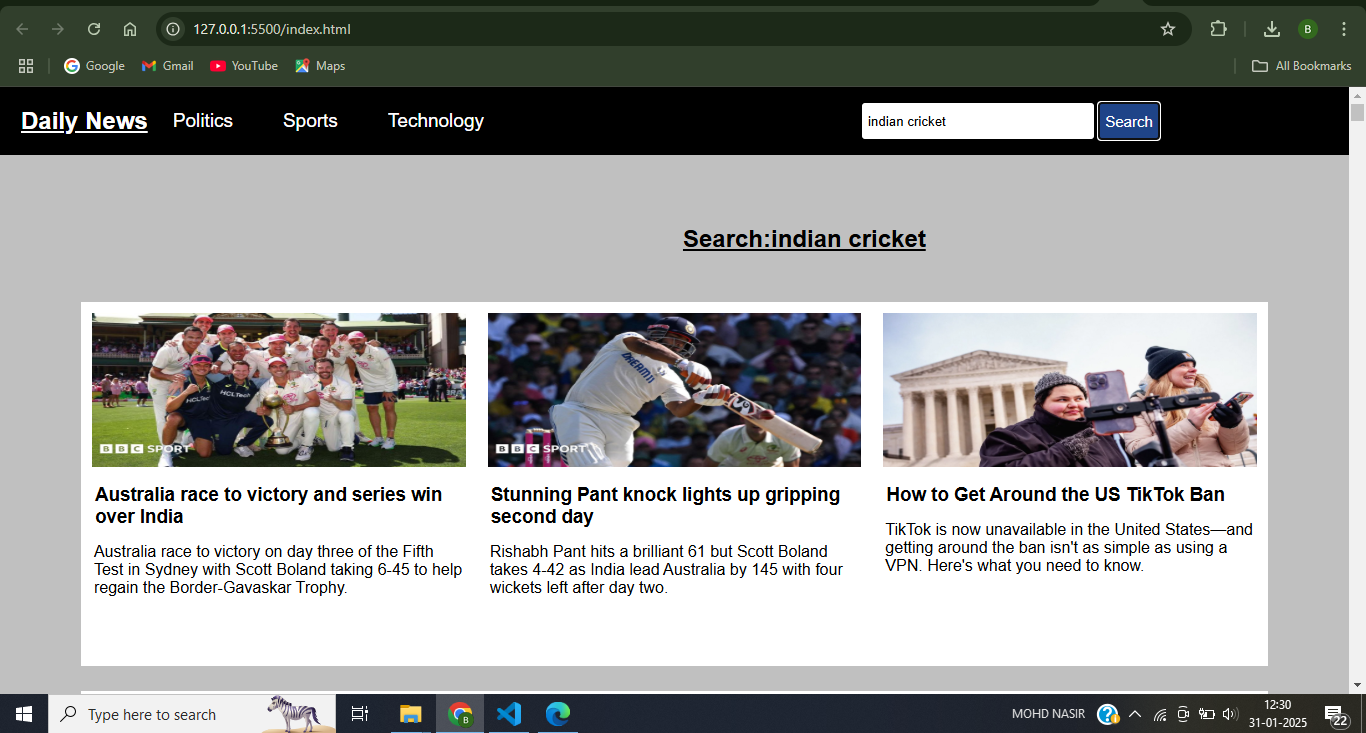 127.0.0.1:5500/index.html
B
Google
Gmail
YouTube
Maps
All Bookmarks
Daily News
Politics
Sports
Technology
indian cricket
Search
Search:indian cricket
HCLTech
HCLTech
BBC SPORT
Australia race to victory and series win
over India
Australia race to victory on day three of the Fifth
Test in Sydney with Scott Boland taking 6-45 to help
regain the Border-Gavaskar Trophy.
DREAM11
BBC SPORT
Stunning Pant knock lights up gripping
second day
Rishabh Pant hits a brilliant 61 but Scott Boland
takes 4-42 as India lead Australia by 145 with four
wickets left after day two.
How to Get Around the US TikTok Ban
TikTok is now unavailable in the United States—and
getting around the ban isn't as simple as using a
VPN. Here's what you need to know.
Type here to search
B
MOHD NASIR
12:30
31-01-2025
22